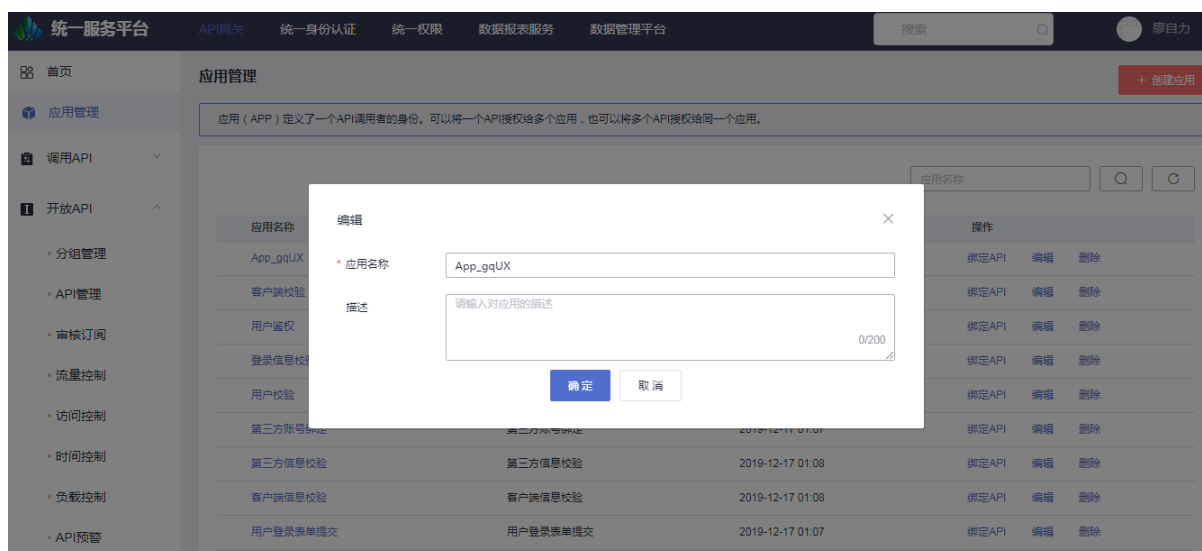 统一服务平台 API网关 统一身份认证 统一权限 数据报表服务 数据管理平台 搜索 廖自力
首页
应用管理
调用API
开放API
分组管理
API管理
审核订阅
流量控制
访问控制
时间控制
负载控制
API预警
应用管理
+ 创建应用
应用（APP）定义了一个API调用者的身份。可以将一个API授权给多个应用，也可以将多个API授权给同一个应用。
应用名称
应用名称 操作
App_gqUX 绑定API 编辑 删除
客户端校验 绑定API 编辑 删除
用户鉴权 绑定API 编辑 删除
登录信息校 绑定API 编辑 删除
用户校验 绑定API 编辑 删除
第三方账号绑定 第三方账号绑定 2019-12-17 01:07 绑定API 编辑 删除
第三方信息校验 第三方信息校验 2019-12-17 01:08 绑定API 编辑 删除
客户端信息校验 客户端信息校验 2019-12-17 01:08 绑定API 编辑 删除
用户登录表单提交 用户登录表单提交 2019-12-17 01:07 绑定API 编辑 删除
编辑
* 应用名称 App_gqUX
描述 请输入对应用的描述
0/200
确定 取消